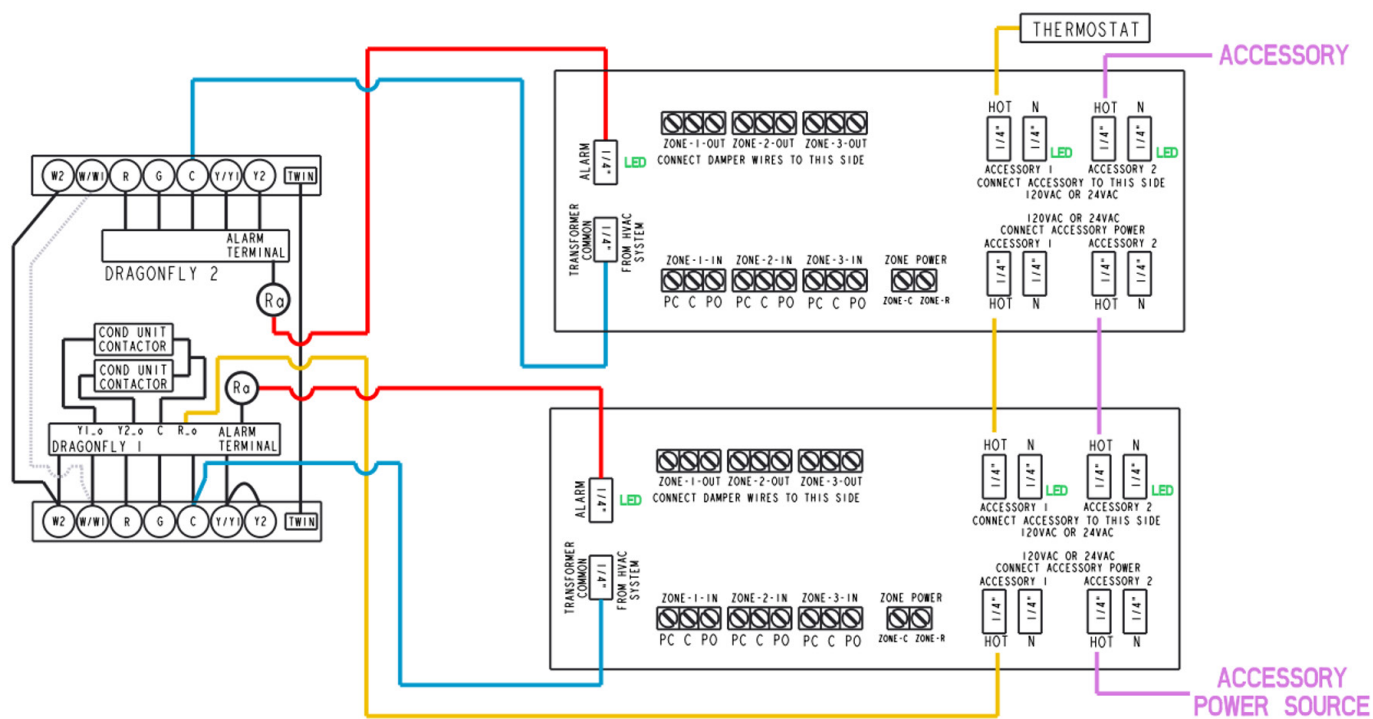 THERMOSTAT
ACCESSORY
HOT N HOT N
1/4" 1/4" 1/4" 1/4"
LED LED
ACCESSORY 1 ACCESSORY 2
CONNECT ACCESSORY TO THIS SIDE
120VAC OR 24VAC
ZONE-1-OUT ZONE-2-OUT ZONE-3-OUT
CONNECT DAMPER WIRES TO THIS SIDE
ALARM
1/4"
LED
TRANSFORMER
COMMON
1/4"
FROM HVAC
SYSTEM
120VAC OR 24VAC
CONNECT ACCESSORY POWER
ACCESSORY 1 ACCESSORY 2
1/4" 1/4" 1/4" 1/4"
HOT N HOT N
ZONE-1-IN ZONE-2-IN ZONE-3-IN ZONE POWER
PC C PO PC C PO PC C PO ZONE-C ZONE-R
W2 W/W1 R G C Y/Y1 Y2 TWIN
ALARM
TERMINAL
DRAGONFLY 2
Ra
COND UNIT
CONTACTOR
COND UNIT
CONTACTOR
Ra
Y1_o Y2_o C R_o ALARM
DRAGONFLY 1 TERMINAL
W2 W/W1 R G C Y/Y1 Y2 TWIN
HOT N HOT N
1/4" 1/4" 1/4" 1/4"
LED LED
ACCESSORY 1 ACCESSORY 2
CONNECT ACCESSORY TO THIS SIDE
120VAC OR 24VAC
ZONE-1-OUT ZONE-2-OUT ZONE-3-OUT
CONNECT DAMPER WIRES TO THIS SIDE
ALARM
1/4"
LED
TRANSFORMER
COMMON
1/4"
FROM HVAC
SYSTEM
120VAC OR 24VAC
CONNECT ACCESSORY POWER
ACCESSORY 1 ACCESSORY 2
1/4" 1/4" 1/4" 1/4"
HOT N HOT N
ZONE-1-IN ZONE-2-IN ZONE-3-IN ZONE POWER
PC C PO PC C PO PC C PO ZONE-C ZONE-R
ACCESSORY
POWER SOURCE